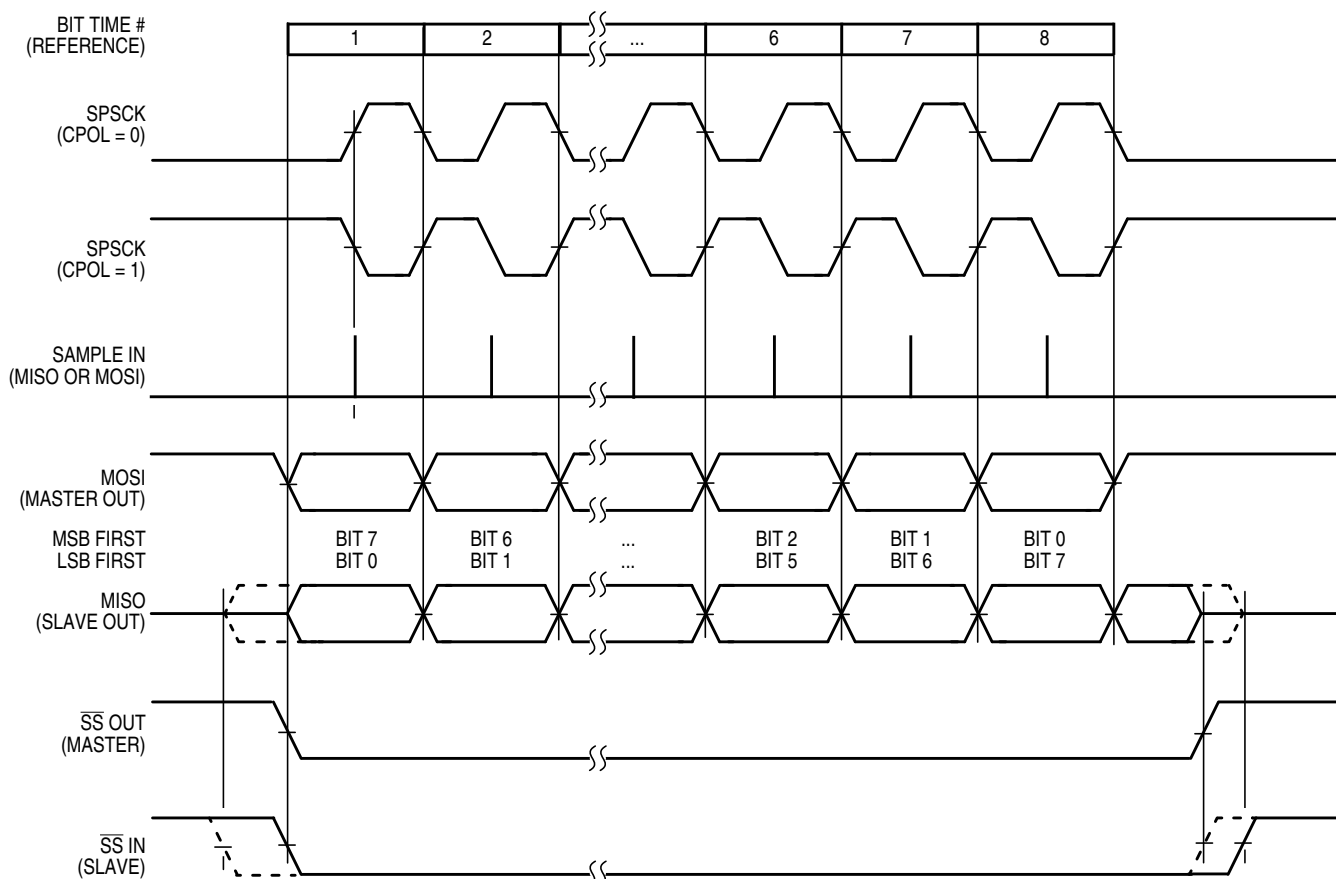 BIT TIME #
(REFERENCE)
1 2 ... 6 7 8
SPSCK
(CPOL = 0)
SPSCK
(CPOL = 1)
SAMPLE IN
(MISO OR MOSI)
MOSI
(MASTER OUT)
MSB FIRST BIT 7 BIT 6 ... BIT 2 BIT 1 BIT 0
LSB FIRST BIT 0 BIT 1 ... BIT 5 BIT 6 BIT 7
MISO
(SLAVE OUT)
S̅S̅ OUT
(MASTER)
S̅S̅ IN
(SLAVE)